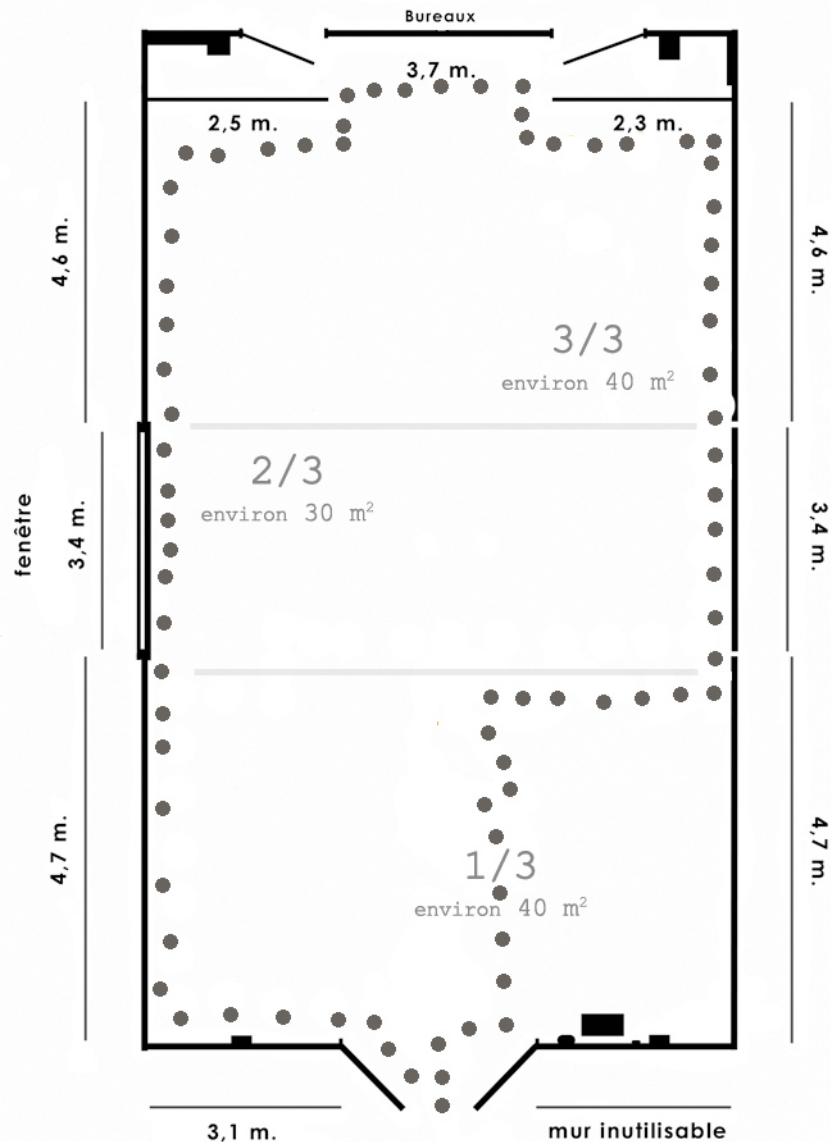 Bureaux
3,7 m.
2,5 m.
2,3 m.
4,6 m.
4,6 m.
3/3
environ 40 m²
2/3
environ 30 m²
fenêtre
3,4 m.
3,4 m.
4,7 m.
4,7 m.
1/3
environ 40 m²
3,1 m.
mur inutilisable